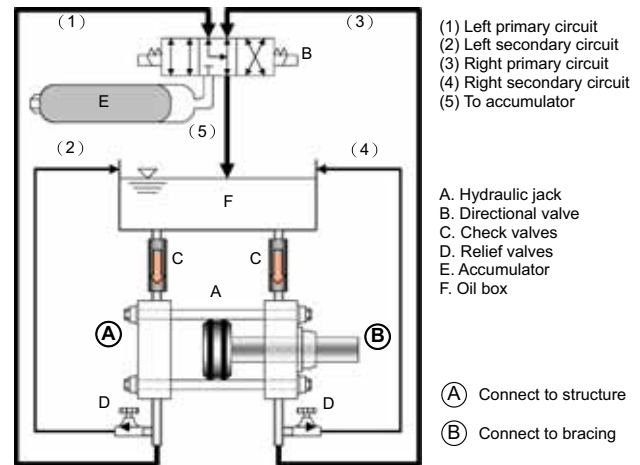 (1)
(3)
B
E
(5)
(2)
(4)
F
C
C
A
A
B
D
D
(1) Left primary circuit
(2) Left secondary circuit
(3) Right primary circuit
(4) Right secondary circuit
(5) To accumulator
A. Hydraulic jack
B. Directional valve
C. Check valves
D. Relief valves
E. Accumulator
F. Oil box
A Connect to structure
B Connect to bracing